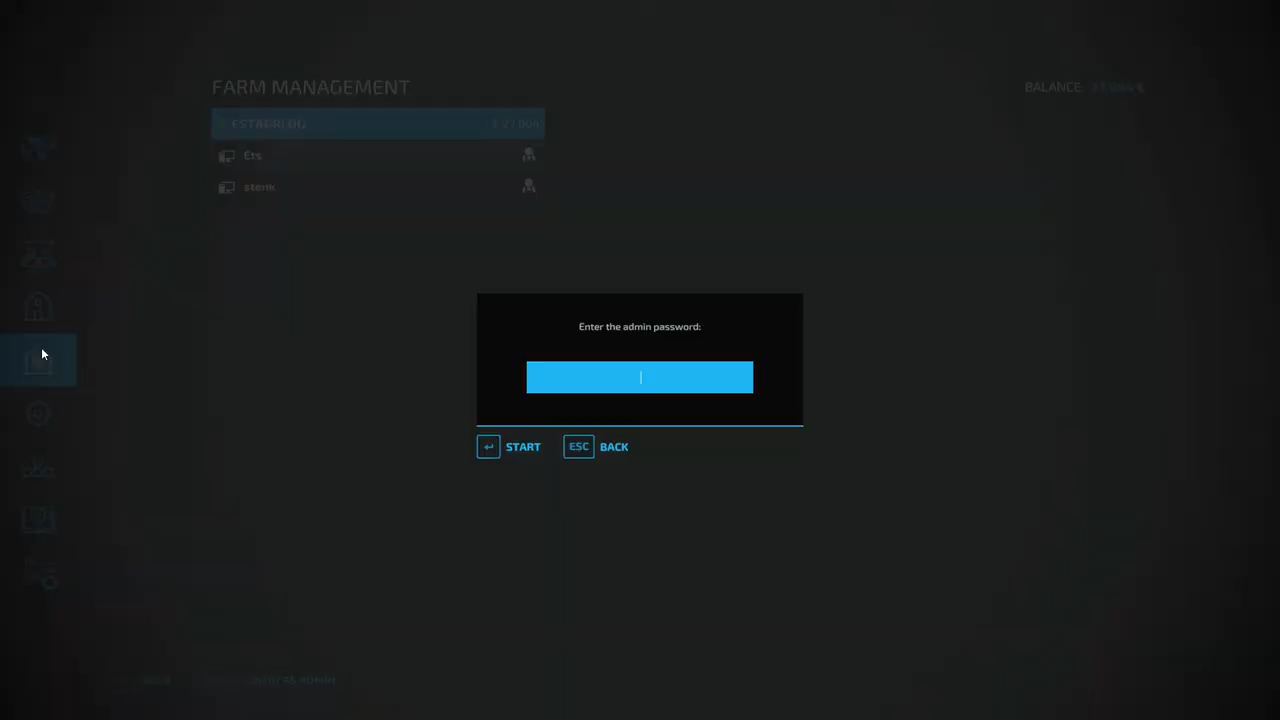 FARM MANAGEMENT
BALANCE:
Ets
stenk
Enter the admin password:
START
ESC BACK